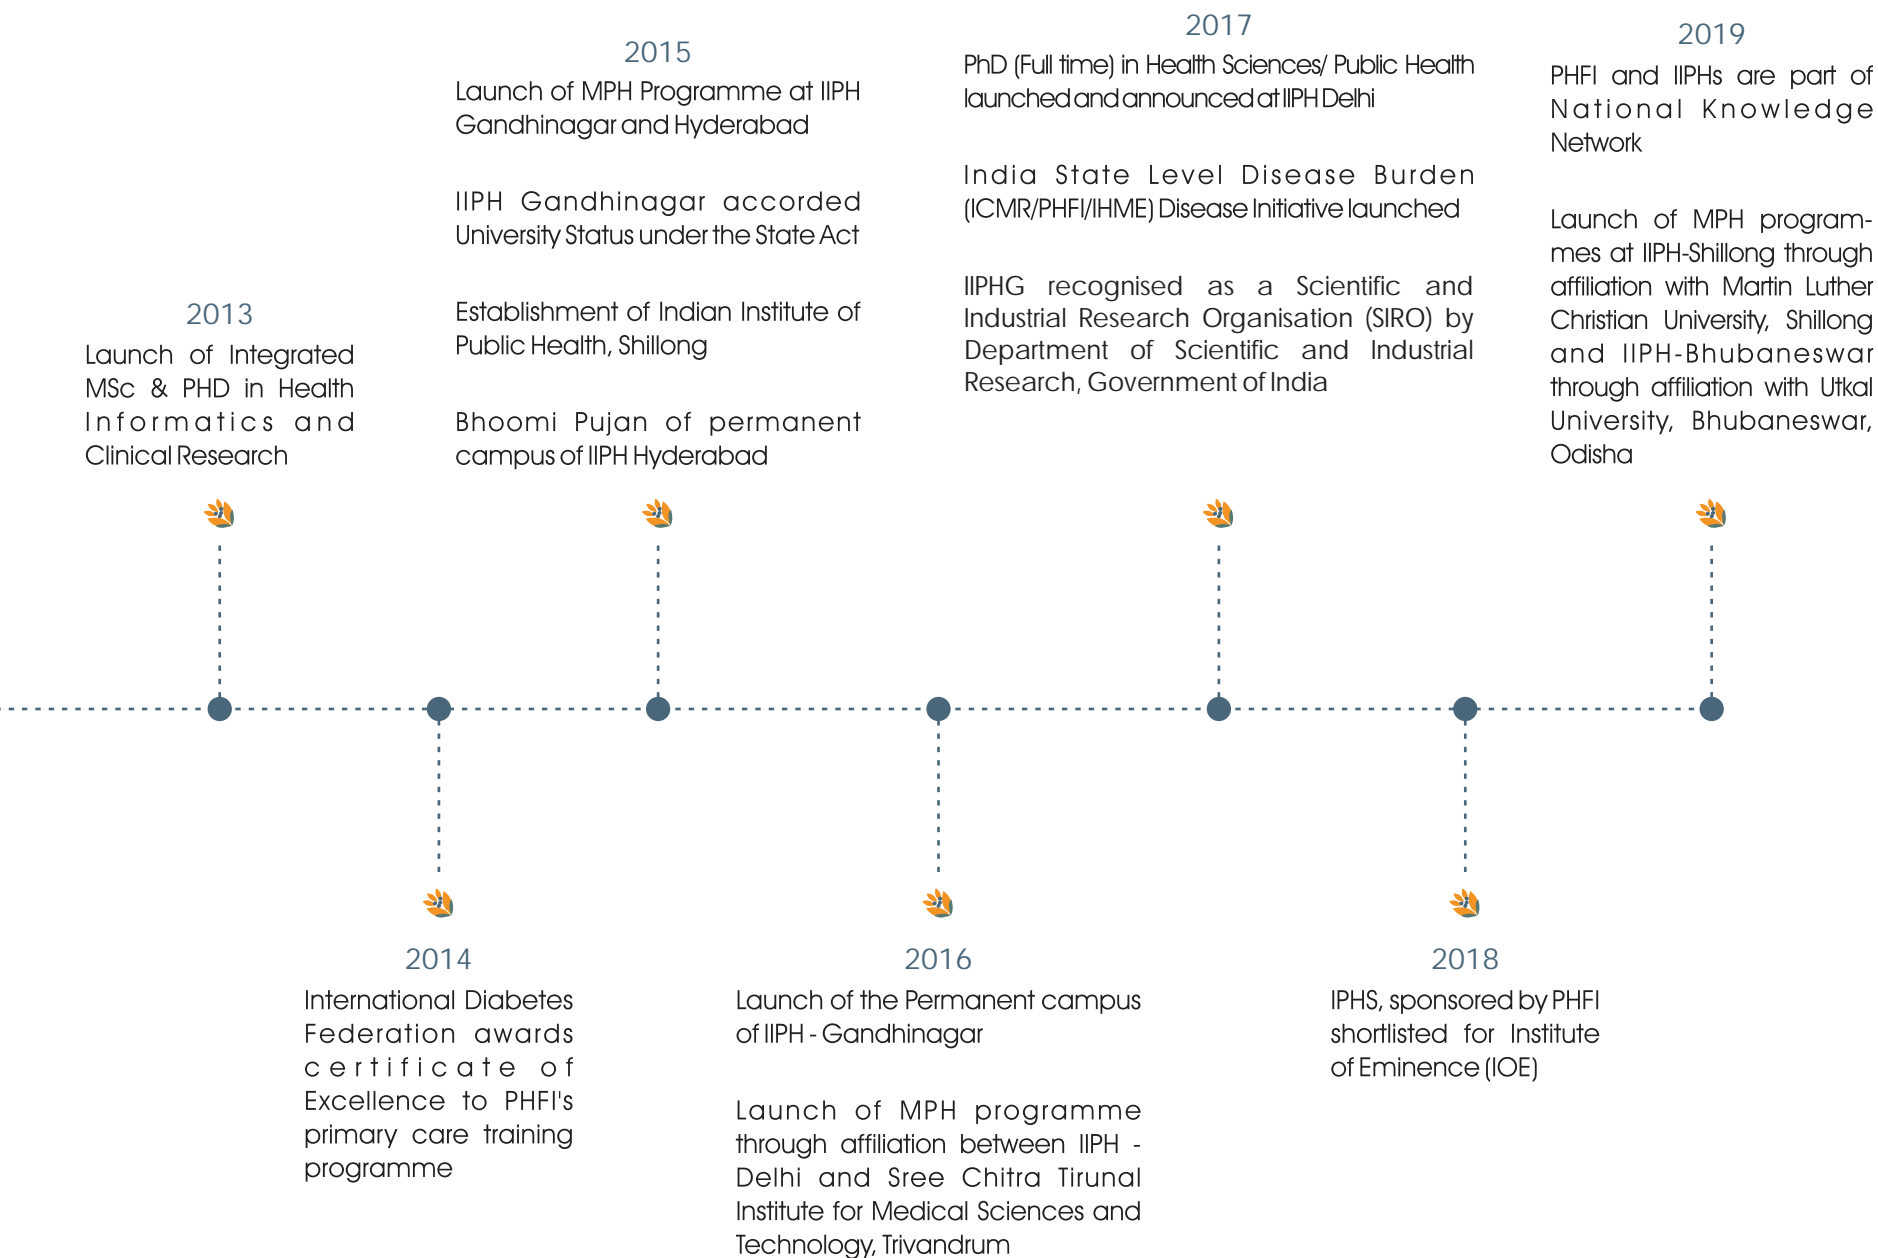 2013
Launch of Integrated
MSc & PHD in Health
Informatics and
Clinical Research
2015
Launch of MPH Programme at IIPH
Gandhinagar and Hyderabad
IIPH Gandhinagar accorded
University Status under the State Act
Establishment of Indian Institute of
Public Health, Shillong
Bhoomi Pujan of permanent
campus of IIPH Hyderabad
2017
PhD (Full time) in Health Sciences/ Public Health
launched and announced at IIPH Delhi
India State Level Disease Burden
(ICMR/PHFI/IHME) Disease Initiative launched
IIPHG recognised as a Scientific and
Industrial Research Organisation (SIRO) by
Department of Scientific and Industrial
Research, Government of India
2019
PHFI and IIPHs are part of
National Knowledge
Network
Launch of MPH program-
mes at IIPH-Shillong through
affiliation with Martin Luther
Christian University, Shillong
and IIPH-Bhubaneswar
through affiliation with Utkal
University, Bhubaneswar,
Odisha
2014
International Diabetes
Federation awards
certificate of
Excellence to PHFI's
primary care training
programme
2016
Launch of the Permanent campus
of IIPH - Gandhinagar
Launch of MPH programme
through affiliation between IIPH -
Delhi and Sree Chitra Tirunal
Institute for Medical Sciences and
Technology, Trivandrum
2018
IPHS, sponsored by PHFI
shortlisted for Institute
of Eminence (IOE)